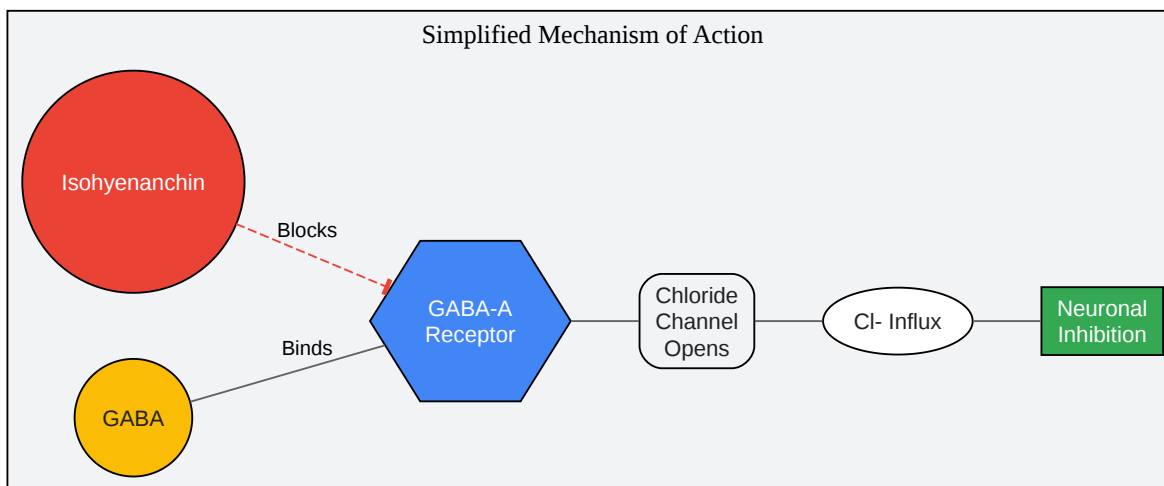 Simplified Mechanism of Action
Isohyenanchin
Blocks
GABA-A
Receptor
Chloride
Channel
Opens
Cl- Influx
Neuronal
Inhibition
Binds
GABA